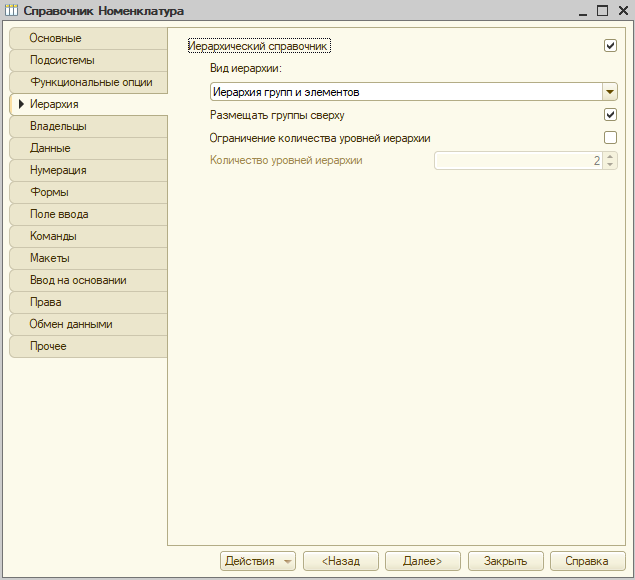 Справочник Номенклатура
Основные
Подсистемы
Функциональные опции
Иерархия
Владельцы
Данные
Нумерация
Формы
Поле ввода
Команды
Макеты
Ввод на основании
Права
Обмен данными
Прочее
Иерархический справочник
Вид иерархии:
Иерархия групп и элементов
Размещать группы сверху
Ограничение количества уровней иерархии
Количество уровней иерархии 2
Действия <Назад Далее> Закрыть Справка